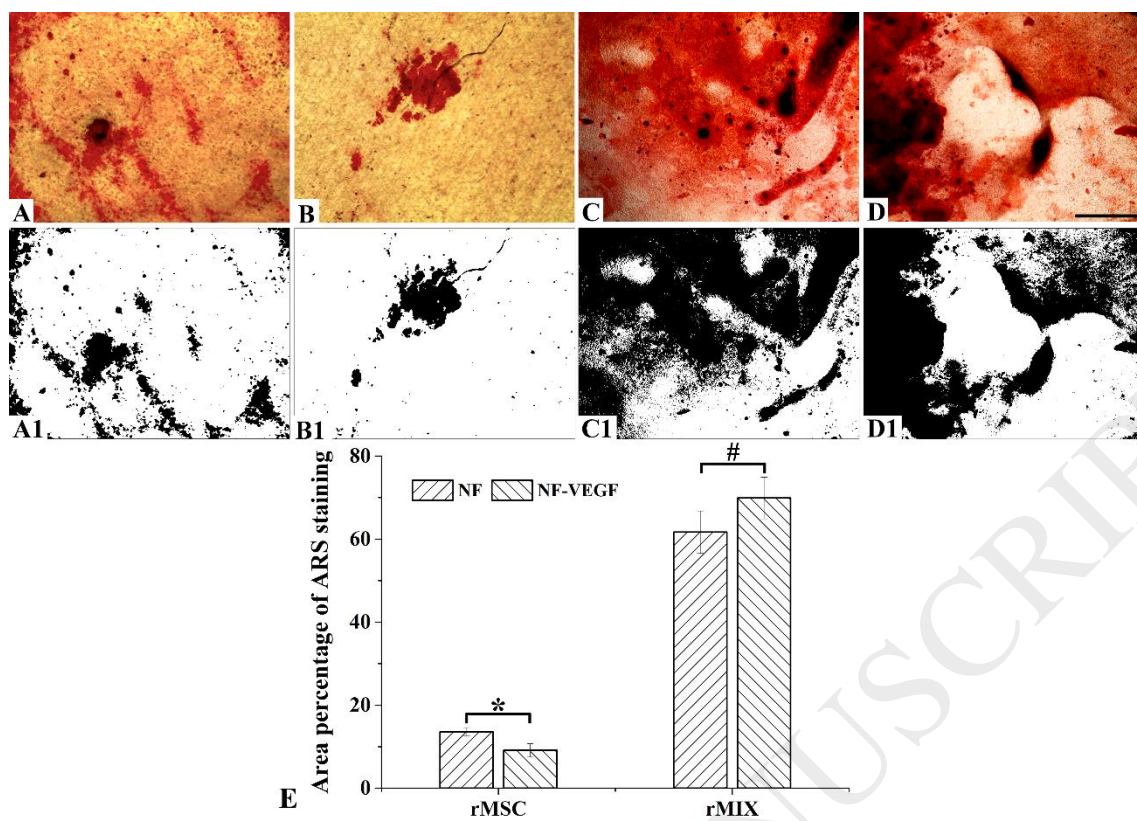 A B C D
A1 B1 C1 D1
Area percentage of ARS staining
80
60
40
20
0
NF NF-VEGF
*
#
rMSC rMIX
E
NUSCRIP